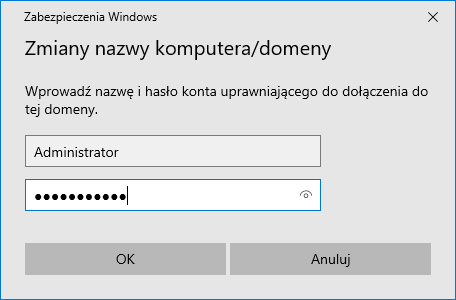 Zabezpieczenia Windows
Zmiany nazwy komputera/domeny
Wprowadź nazwę i hasło konta uprawniającego do dołączenia do
tej domeny.
Administrator
●●●●●●●●●●●
OK
Anuluj